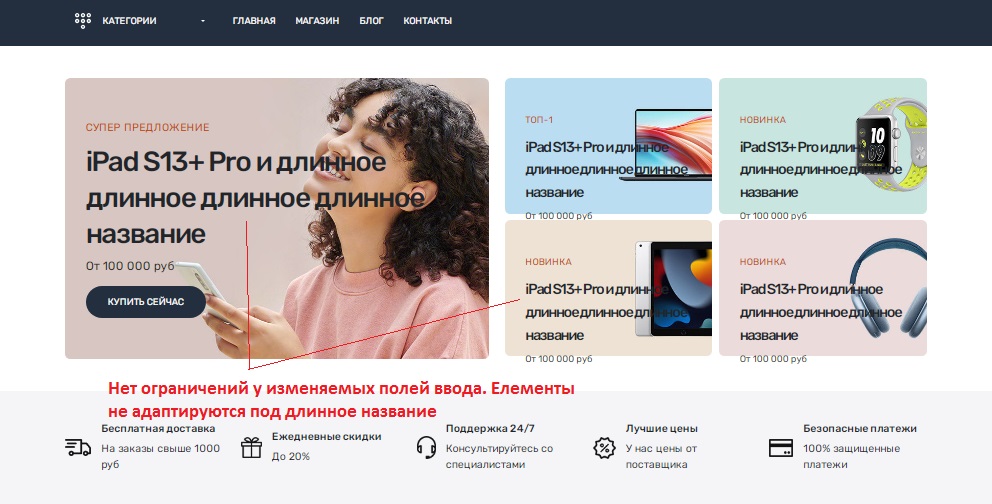 КАТЕГОРИИ
ГЛАВНАЯ МАГАЗИН БЛОГ КОНТАКТЫ
СУПЕР ПРЕДЛОЖЕНИЕ
iPad S13+ Pro и длинное
длинное длинное длинное
название
От 100 000 руб
КУПИТЬ СЕЙЧАС
ТОП-1
iPad S13+ Pro и длинное
длинноедлинноедлинное
название
От 100 000 руб
НОВИНКА
iPad S13+ Pro и длинное
длинноедлинноедлинное
название
От 100 000 руб
10
09
НОВИНКА
iPad S13+ Pro и длинное
длинноедлинноедлинное
название
От 100 000 руб
НОВИНКА
iPad S13+ Pro и длинное
длинноедлинноедлинное
название
От 100 000 руб
Нет ограничений у изменяемых полей ввода. Елементы
не адаптируются под длинное название
Бесплатная доставка
На заказы свыше 1000
руб
Ежедневные скидки
До 20%
Поддержка 24/7
Консультируйтесь со
специалистами
Лучшие цены
У нас цены от
поставщика
Безопасные платежи
100% защищенные
платежи